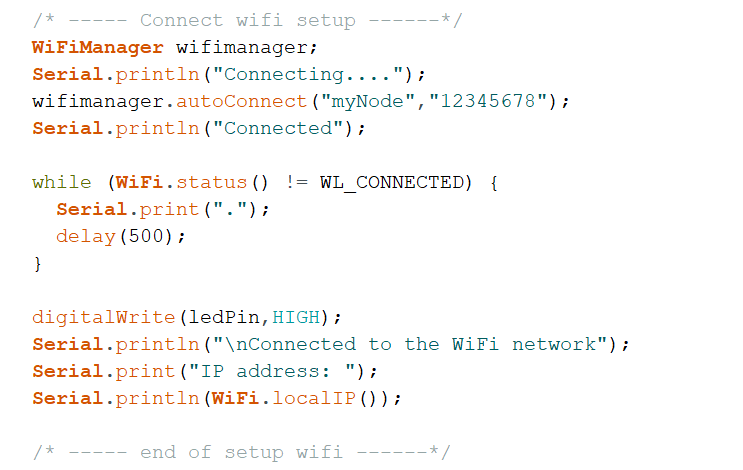 /* ----- Connect wifi setup ------*/
WiFiManager wifimanager;
Serial.println("Connecting....");
wifimanager.autoConnect("myNode","12345678");
Serial.println("Connected");
while (WiFi.status() != WL_CONNECTED) {
Serial.print(".");
delay(500);
}
digitalWrite(ledPin,HIGH);
Serial.println("\nConnected to the WiFi network");
Serial.print("IP address: ");
Serial.println(WiFi.localIP());
/* ----- end of setup wifi ------*/